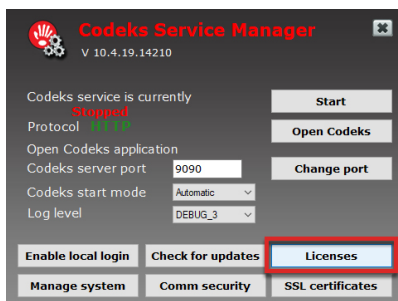 Codeks Service Manager
V 10.4.19.14210
Codeks service is currently
Stopped
Start
Protocol HTTP
Open Codeks
Open Codeks application
Codeks server port 9090
Change port
Codeks start mode Automatic
Log level DEBUG_3
Enable local login Check for updates Licenses
Manage system Comm security SSL certificates